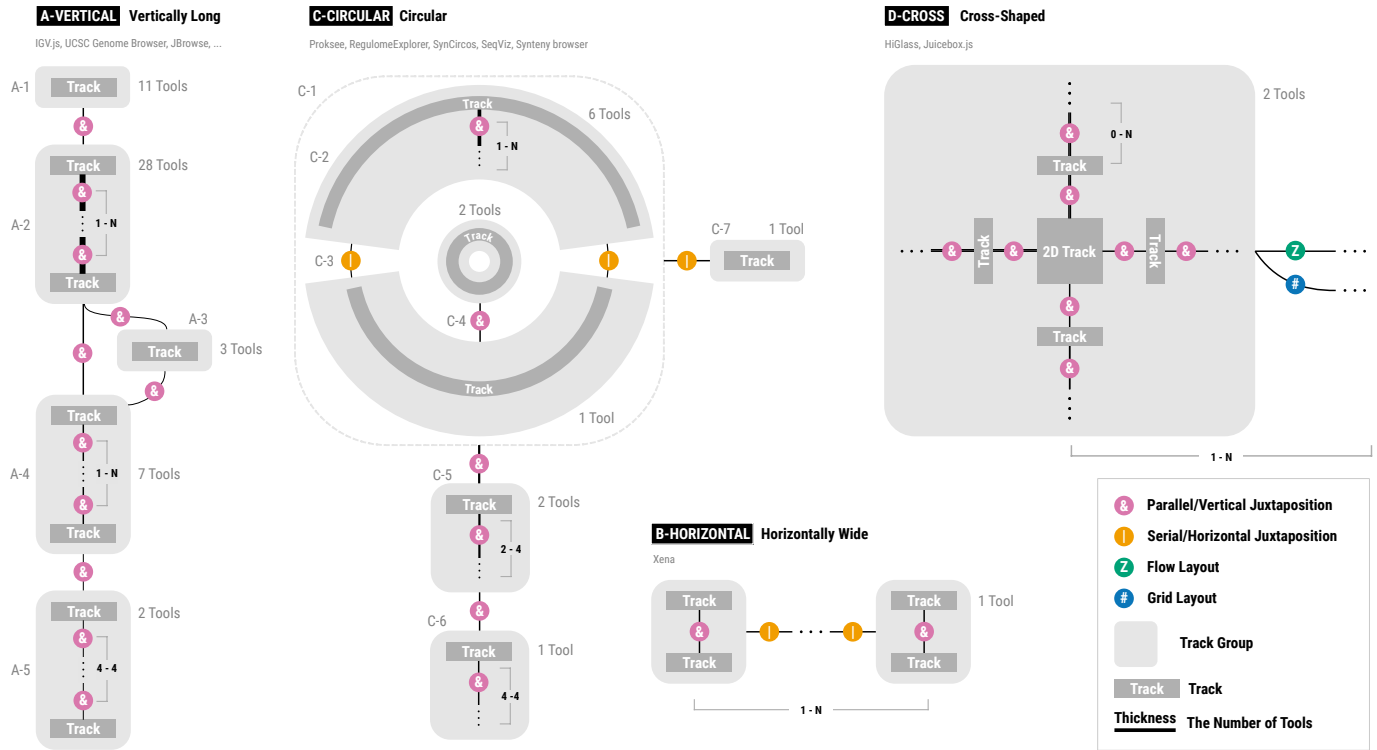 A-VERTICAL Vertically Long
IGV.js, UCSC Genome Browser, JBrowse, ...
A-1
Track
11 Tools
&
Track
28 Tools
&
A-2
1 - N
&
Track
&
A-3
&
Track
3 Tools
&
Track
&
A-4
1 - N
7 Tools
&
Track
&
Track
2 Tools
&
A-5
4 - 4
&
Track
C-CIRCULAR Circular
Proksee, RegulomeExplorer, SynCircos, SeqViz, Synteny browser
C-1
Track
6 Tools
&
1 - N
C-2
2 Tools
Track
C-3
|
|
|
C-7
1 Tool
Track
C-4
&
Track
1 Tool
&
C-5
Track
2 Tools
&
2 - 4
&
C-6
Track
1 Tool
&
4 -4
B-HORIZONTAL Horizontally Wide
Xena
Track
&
Track
|
|
Track
&
Track
1 Tool
1 - N
D-CROSS Cross-Shaped
HiGlass, Juicebox.js
2 Tools
&
0 - N
Track
&
&
Track
&
2D Track
&
Track
&
Z
#
&
Track
&
1 - N
& Parallel/Vertical Juxtaposition
| Serial/Horizontal Juxtaposition
Z Flow Layout
# Grid Layout
Track Group
Track Track
Thickness The Number of Tools